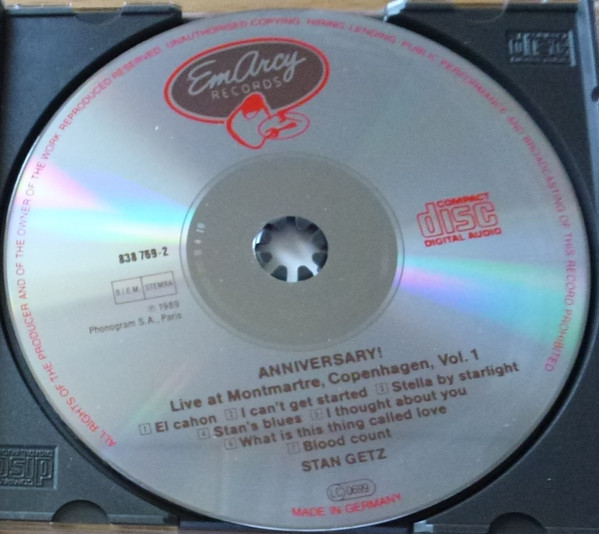 ALL RIGHTS OF THE PRODUCER AND OF THE OWNER OF THE WORK REPRODUCED RESERVED. UNAUTHORISED COPYING, HIRING, LENDING, PUBLIC PERFORMANCE AND BROADCASTING OF THIS RECORD PROHIBITED
EmArcy
RECORDS
COMPACT
disc
DIGITAL AUDIO
838 769-2
B.I.E.M. STEMRA
℗ 1989
Phonogram S.A., Paris
ANNIVERSARY!
Live at Montmartre, Copenhagen, Vol. 1
1 El cahon 2 I can't get started 3 Stella by starlight
4 Stan's blues 5 I thought about you
6 What is this thing called love
7 Blood count
STAN GETZ
LC 0699
MADE IN GERMANY
disc